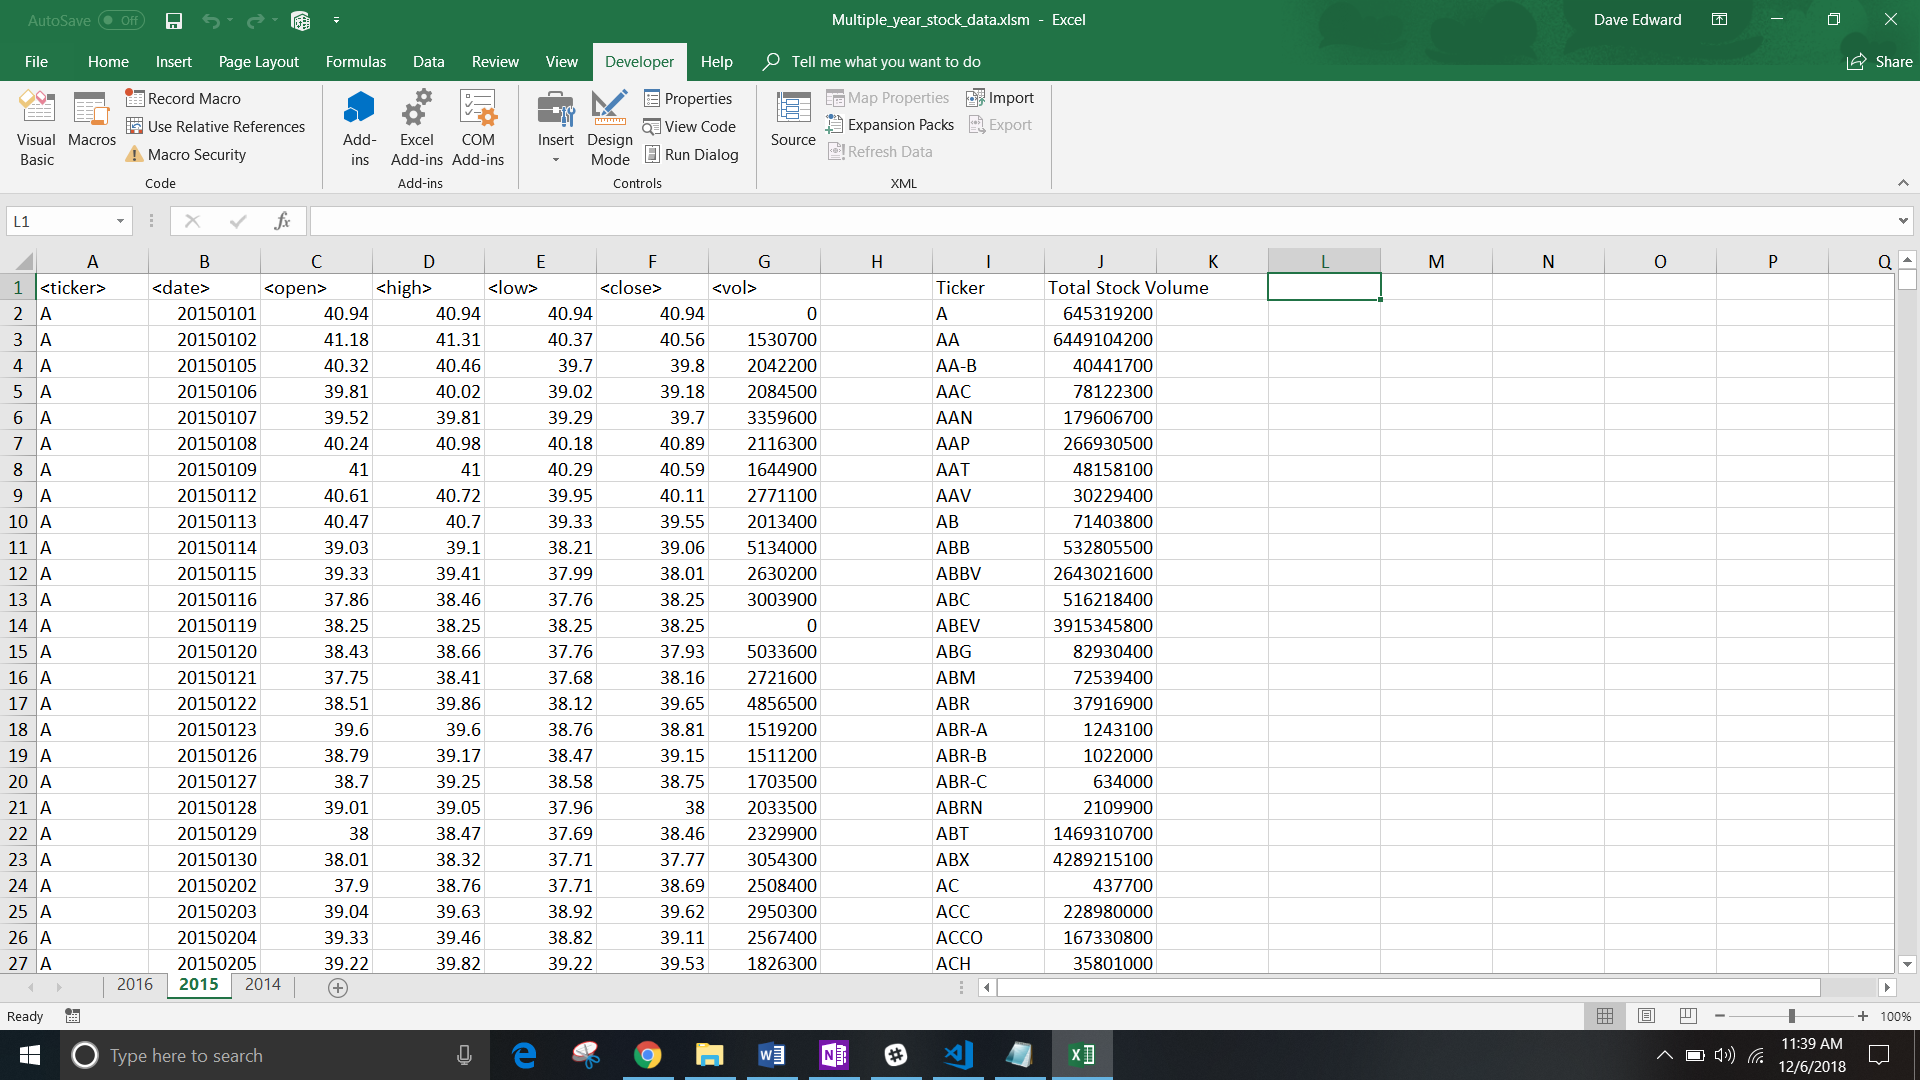 AutoSave Off Multiple_year_stock_data.xlsm - Excel Dave Edward
File Home Insert Page Layout Formulas Data Review View Developer Help Tell me what you want to do Share
Visual Basic
Macros
Record Macro
Use Relative References
Macro Security
Code
Add-ins
Excel Add-ins
COM Add-ins
Add-ins
Insert
Design Mode
Properties
View Code
Run Dialog
Controls
Source
Map Properties
Expansion Packs
Refresh Data
Import
Export
XML
L1 fx
A B C D E F G H I J K L M N O P Q
1 <ticker> <date> <open> <high> <low> <close> <vol> Ticker Total Stock Volume
2 A 20150101 40.94 40.94 40.94 40.94 0 A 645319200
3 A 20150102 41.18 41.31 40.37 40.56 1530700 AA 6449104200
4 A 20150105 40.32 40.46 39.7 39.8 2042200 AA-B 40441700
5 A 20150106 39.81 40.02 39.02 39.18 2084500 AAC 78122300
6 A 20150107 39.52 39.81 39.29 39.7 3359600 AAN 179606700
7 A 20150108 40.24 40.98 40.18 40.89 2116300 AAP 266930500
8 A 20150109 41 41 40.29 40.59 1644900 AAT 48158100
9 A 20150112 40.61 40.72 39.95 40.11 2771100 AAV 30229400
10 A 20150113 40.47 40.7 39.33 39.55 2013400 AB 71403800
11 A 20150114 39.03 39.1 38.21 39.06 5134000 ABB 532805500
12 A 20150115 39.33 39.41 37.99 38.01 2630200 ABBV 2643021600
13 A 20150116 37.86 38.46 37.76 38.25 3003900 ABC 516218400
14 A 20150119 38.25 38.25 38.25 38.25 0 ABEV 3915345800
15 A 20150120 38.43 38.66 37.76 37.93 5033600 ABG 82930400
16 A 20150121 37.75 38.41 37.68 38.16 2721600 ABM 72539400
17 A 20150122 38.51 39.86 38.12 39.65 4856500 ABR 37916900
18 A 20150123 39.6 39.6 38.76 38.81 1519200 ABR-A 1243100
19 A 20150126 38.79 39.17 38.47 39.15 1511200 ABR-B 1022000
20 A 20150127 38.7 39.25 38.58 38.75 1703500 ABR-C 634000
21 A 20150128 39.01 39.05 37.96 38 2033500 ABRN 2109900
22 A 20150129 38 38.47 37.69 38.46 2329900 ABT 1469310700
23 A 20150130 38.01 38.32 37.71 37.77 3054300 ABX 4289215100
24 A 20150202 37.9 38.76 37.71 38.69 2508400 AC 437700
25 A 20150203 39.04 39.63 38.92 39.62 2950300 ACC 228980000
26 A 20150204 39.33 39.46 38.82 39.11 2567400 ACCO 167330800
27 A 20150205 39.22 39.82 39.22 39.53 1826300 ACH 35801000
2016 2015 2014
Ready 100%
Type here to search
11:39 AM
12/6/2018